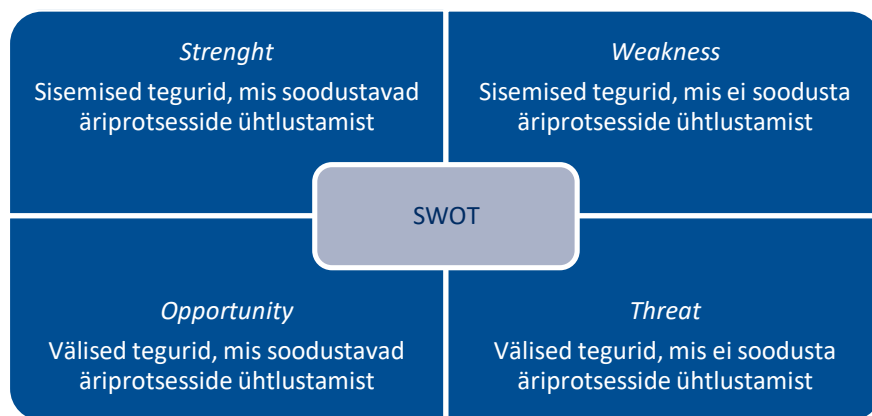 Strenght
Sisemised tegurid, mis soodustavad
äriprotsesside ühtlustamist
Weakness
Sisemised tegurid, mis ei soodusta
äriprotsesside ühtlustamist
SWOT
Opportunity
Välised tegurid, mis soodustavad
äriprotsesside ühtlustamist
Threat
Välised tegurid, mis ei soodusta
äriprotsesside ühtlustamist